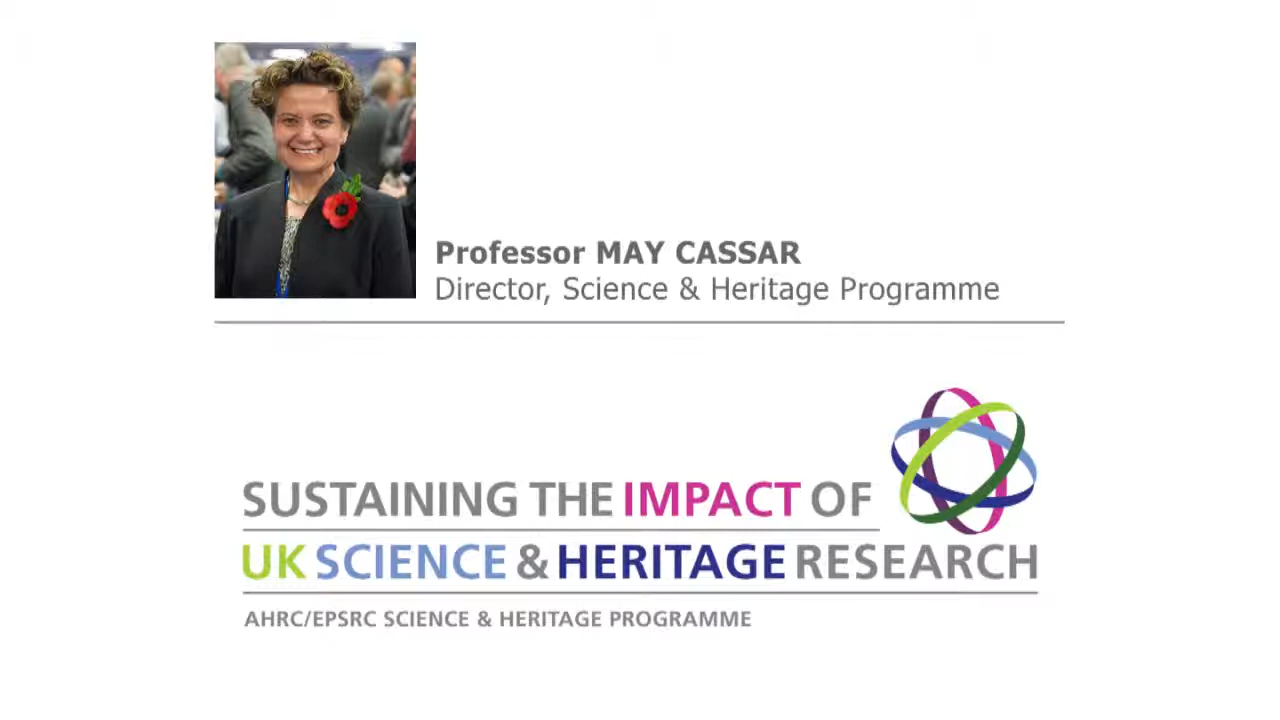 Professor MAY CASSAR
Director, Science & Heritage Programme
SUSTAINING THE IMPACT OF
UK SCIENCE & HERITAGE RESEARCH
AHRC/EPSRC SCIENCE & HERITAGE PROGRAMME